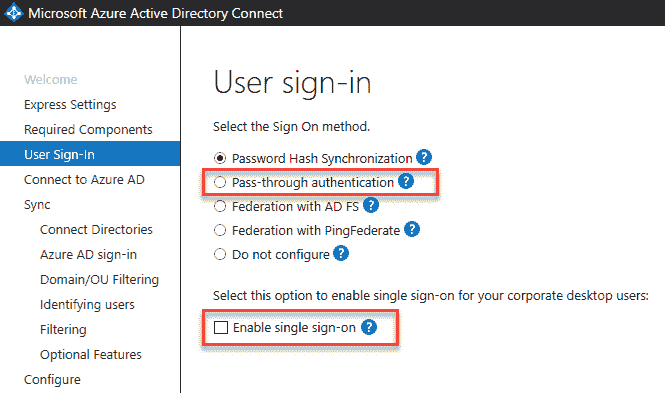 Microsoft Azure Active Directory Connect
Welcome
Express Settings
Required Components
User Sign-In
Connect to Azure AD
Sync
Connect Directories
Azure AD sign-in
Domain/OU Filtering
Identifying users
Filtering
Optional Features
Configure
User sign-in
Select the Sign On method.
Password Hash Synchronization ?
Pass-through authentication ?
Federation with AD FS ?
Federation with PingFederate ?
Do not configure ?
Select this option to enable single sign-on for your corporate desktop users:
Enable single sign-on ?